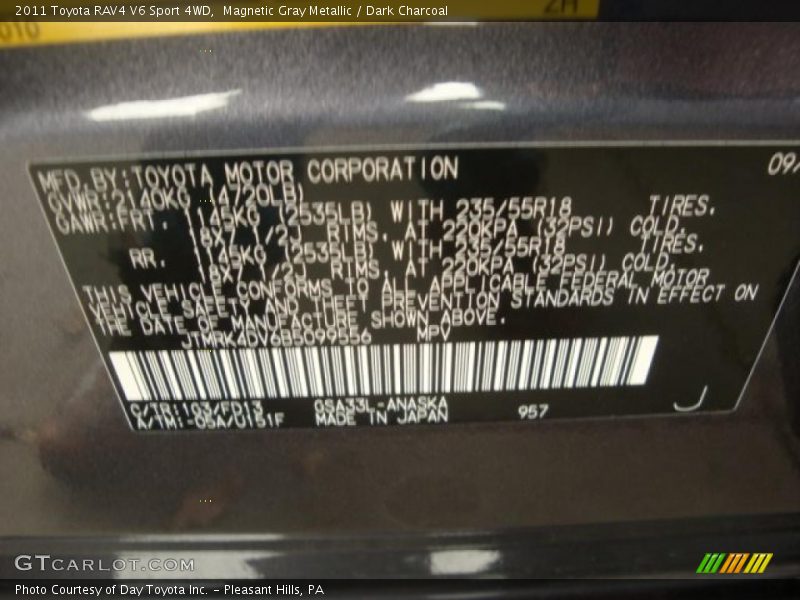 2011 Toyota RAV4 V6 Sport 4WD, Magnetic Gray Metallic / Dark Charcoal
MFD.BY:TOYOTA MOTOR CORPORATION 09/
GVWR:2140KG (4720LB)
GAWR:FRT. 1145KG (2535LB) WITH 235/55R18 TIRES.
18X7 1/2J RIMS. AT 220KPA (32PSI) COLD.
RR. 1145KG (2535LB) WITH 235/55R18 TIRES.
18X7 1/2J RIMS. AT 220KPA (32PSI) COLD.
THIS VEHICLE CONFORMS TO ALL APPLICABLE FEDERAL MOTOR
VEHICLE SAFETY AND THEFT PREVENTION STANDARDS IN EFFECT ON
THE DATE OF MANUFACTURE SHOWN ABOVE.
JTMRK4DV6B5099556 MPV
C/TR:1G3/FD13 GSA33L-ANASKA
A/TM:-05A/U151F MADE IN JAPAN 957 J
GTCARLOT.COM
Photo Courtesy of Day Toyota Inc. - Pleasant Hills, PA